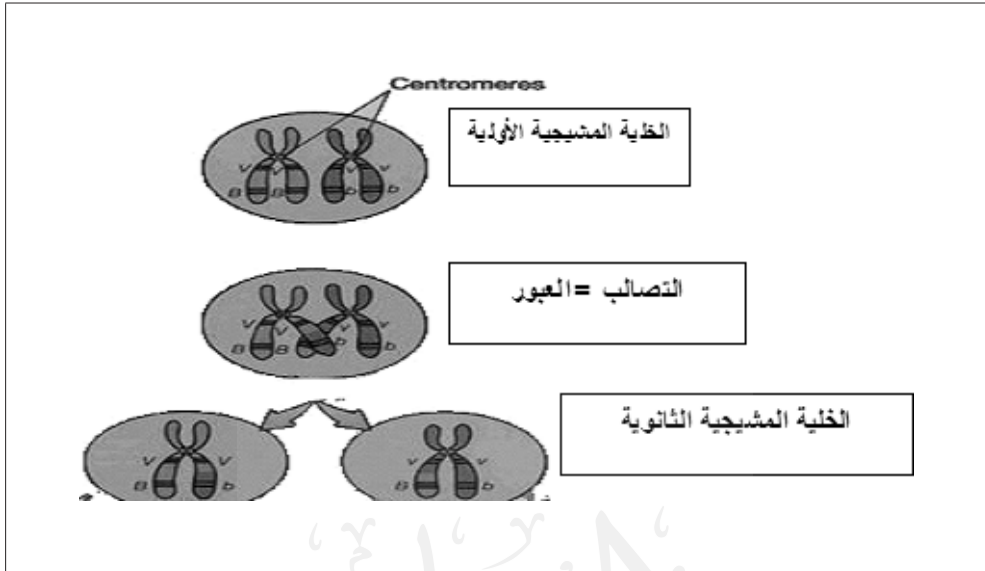 Centromeres
الخلية المشيجية الأولية
V V v v
B B b b
التصالب =العبور
V V v v
B B b b
الخلية المشيجية الثانوية
V V v v
B b B b